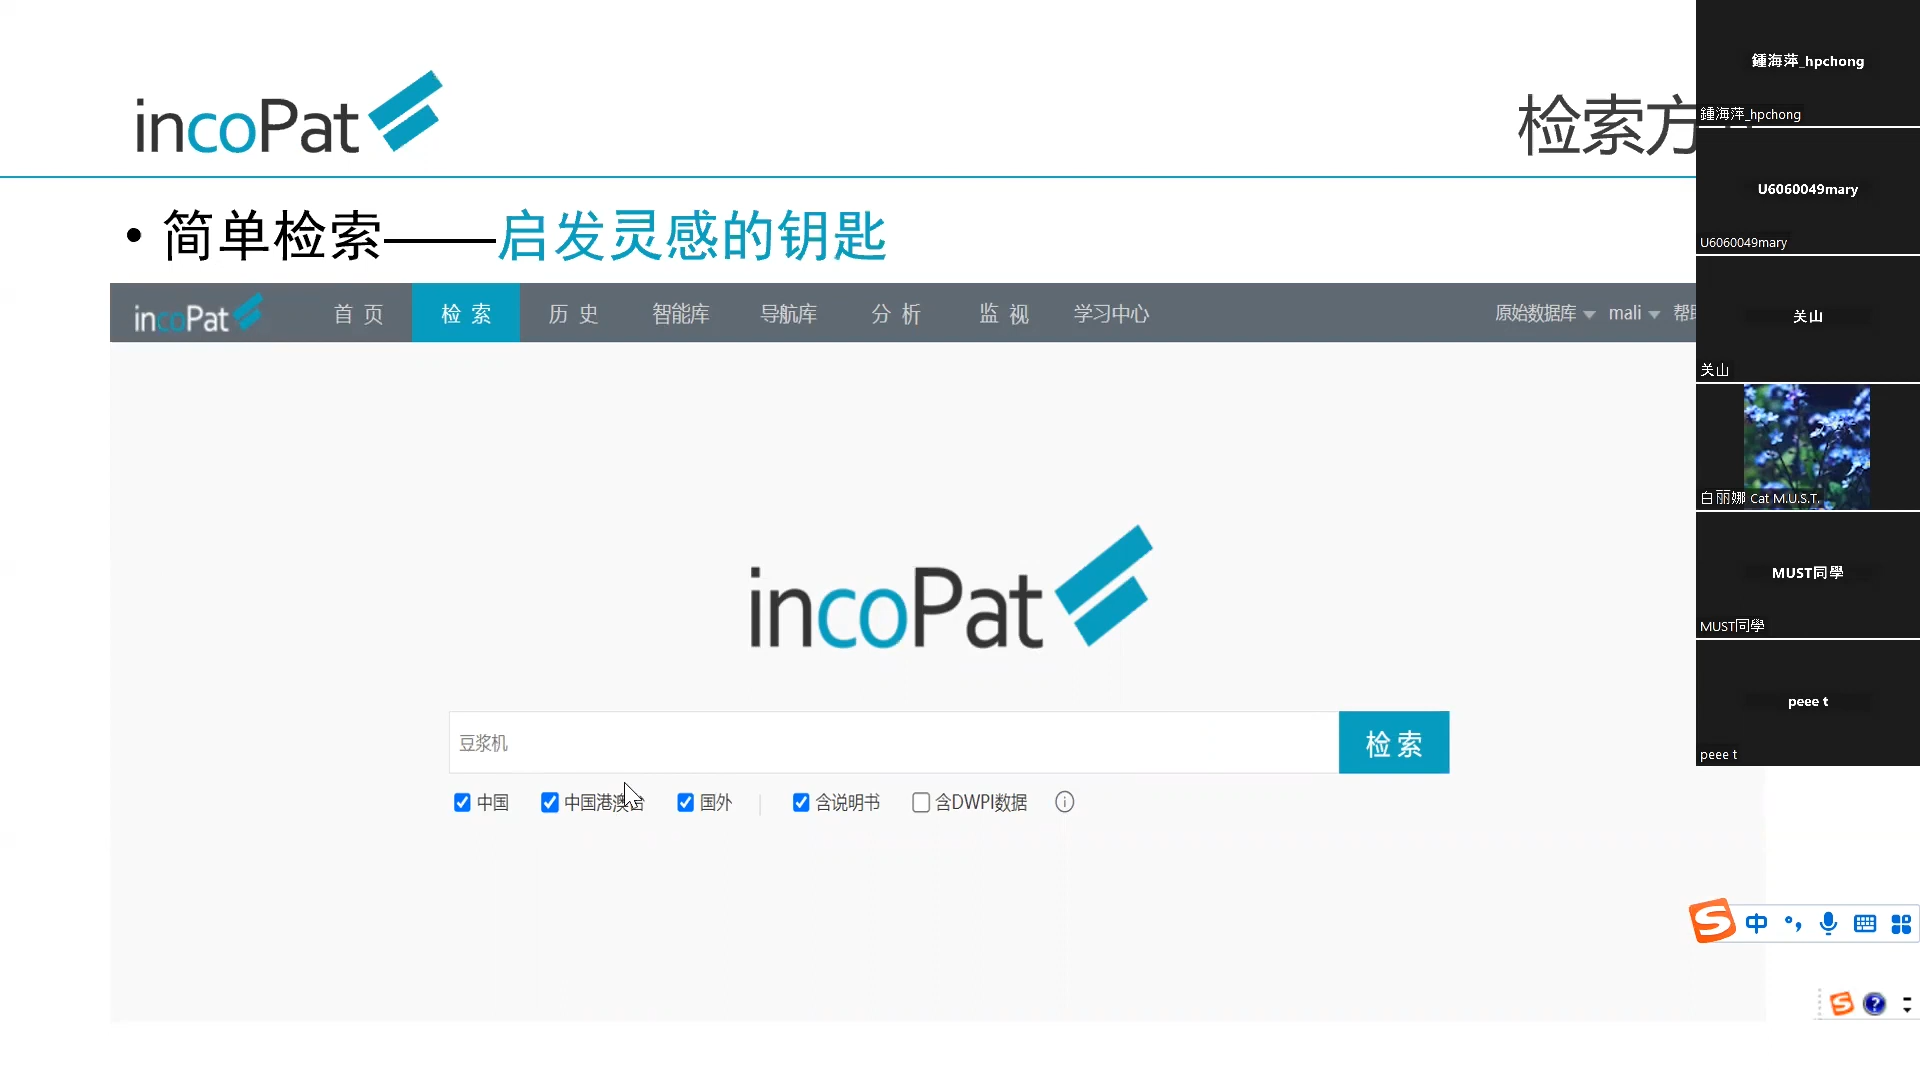 incoPat
检索方
• 简单检索——启发灵感的钥匙
incoPat 首 页 检 索 历 史 智能库 导航库 分 析 监 视 学习中心 原始数据库 mali
incoPat
豆浆机
检 索
中国 中国港澳台 国外 | 含说明书 含DWPI数据
鍾海萍_hpchong
鍾海萍_hpchong
U6060049mary
U6060049mary
关山
关山
白丽娜 Cat M.U.S.T.
MUST同學
MUST同學
peee t
peee t
中